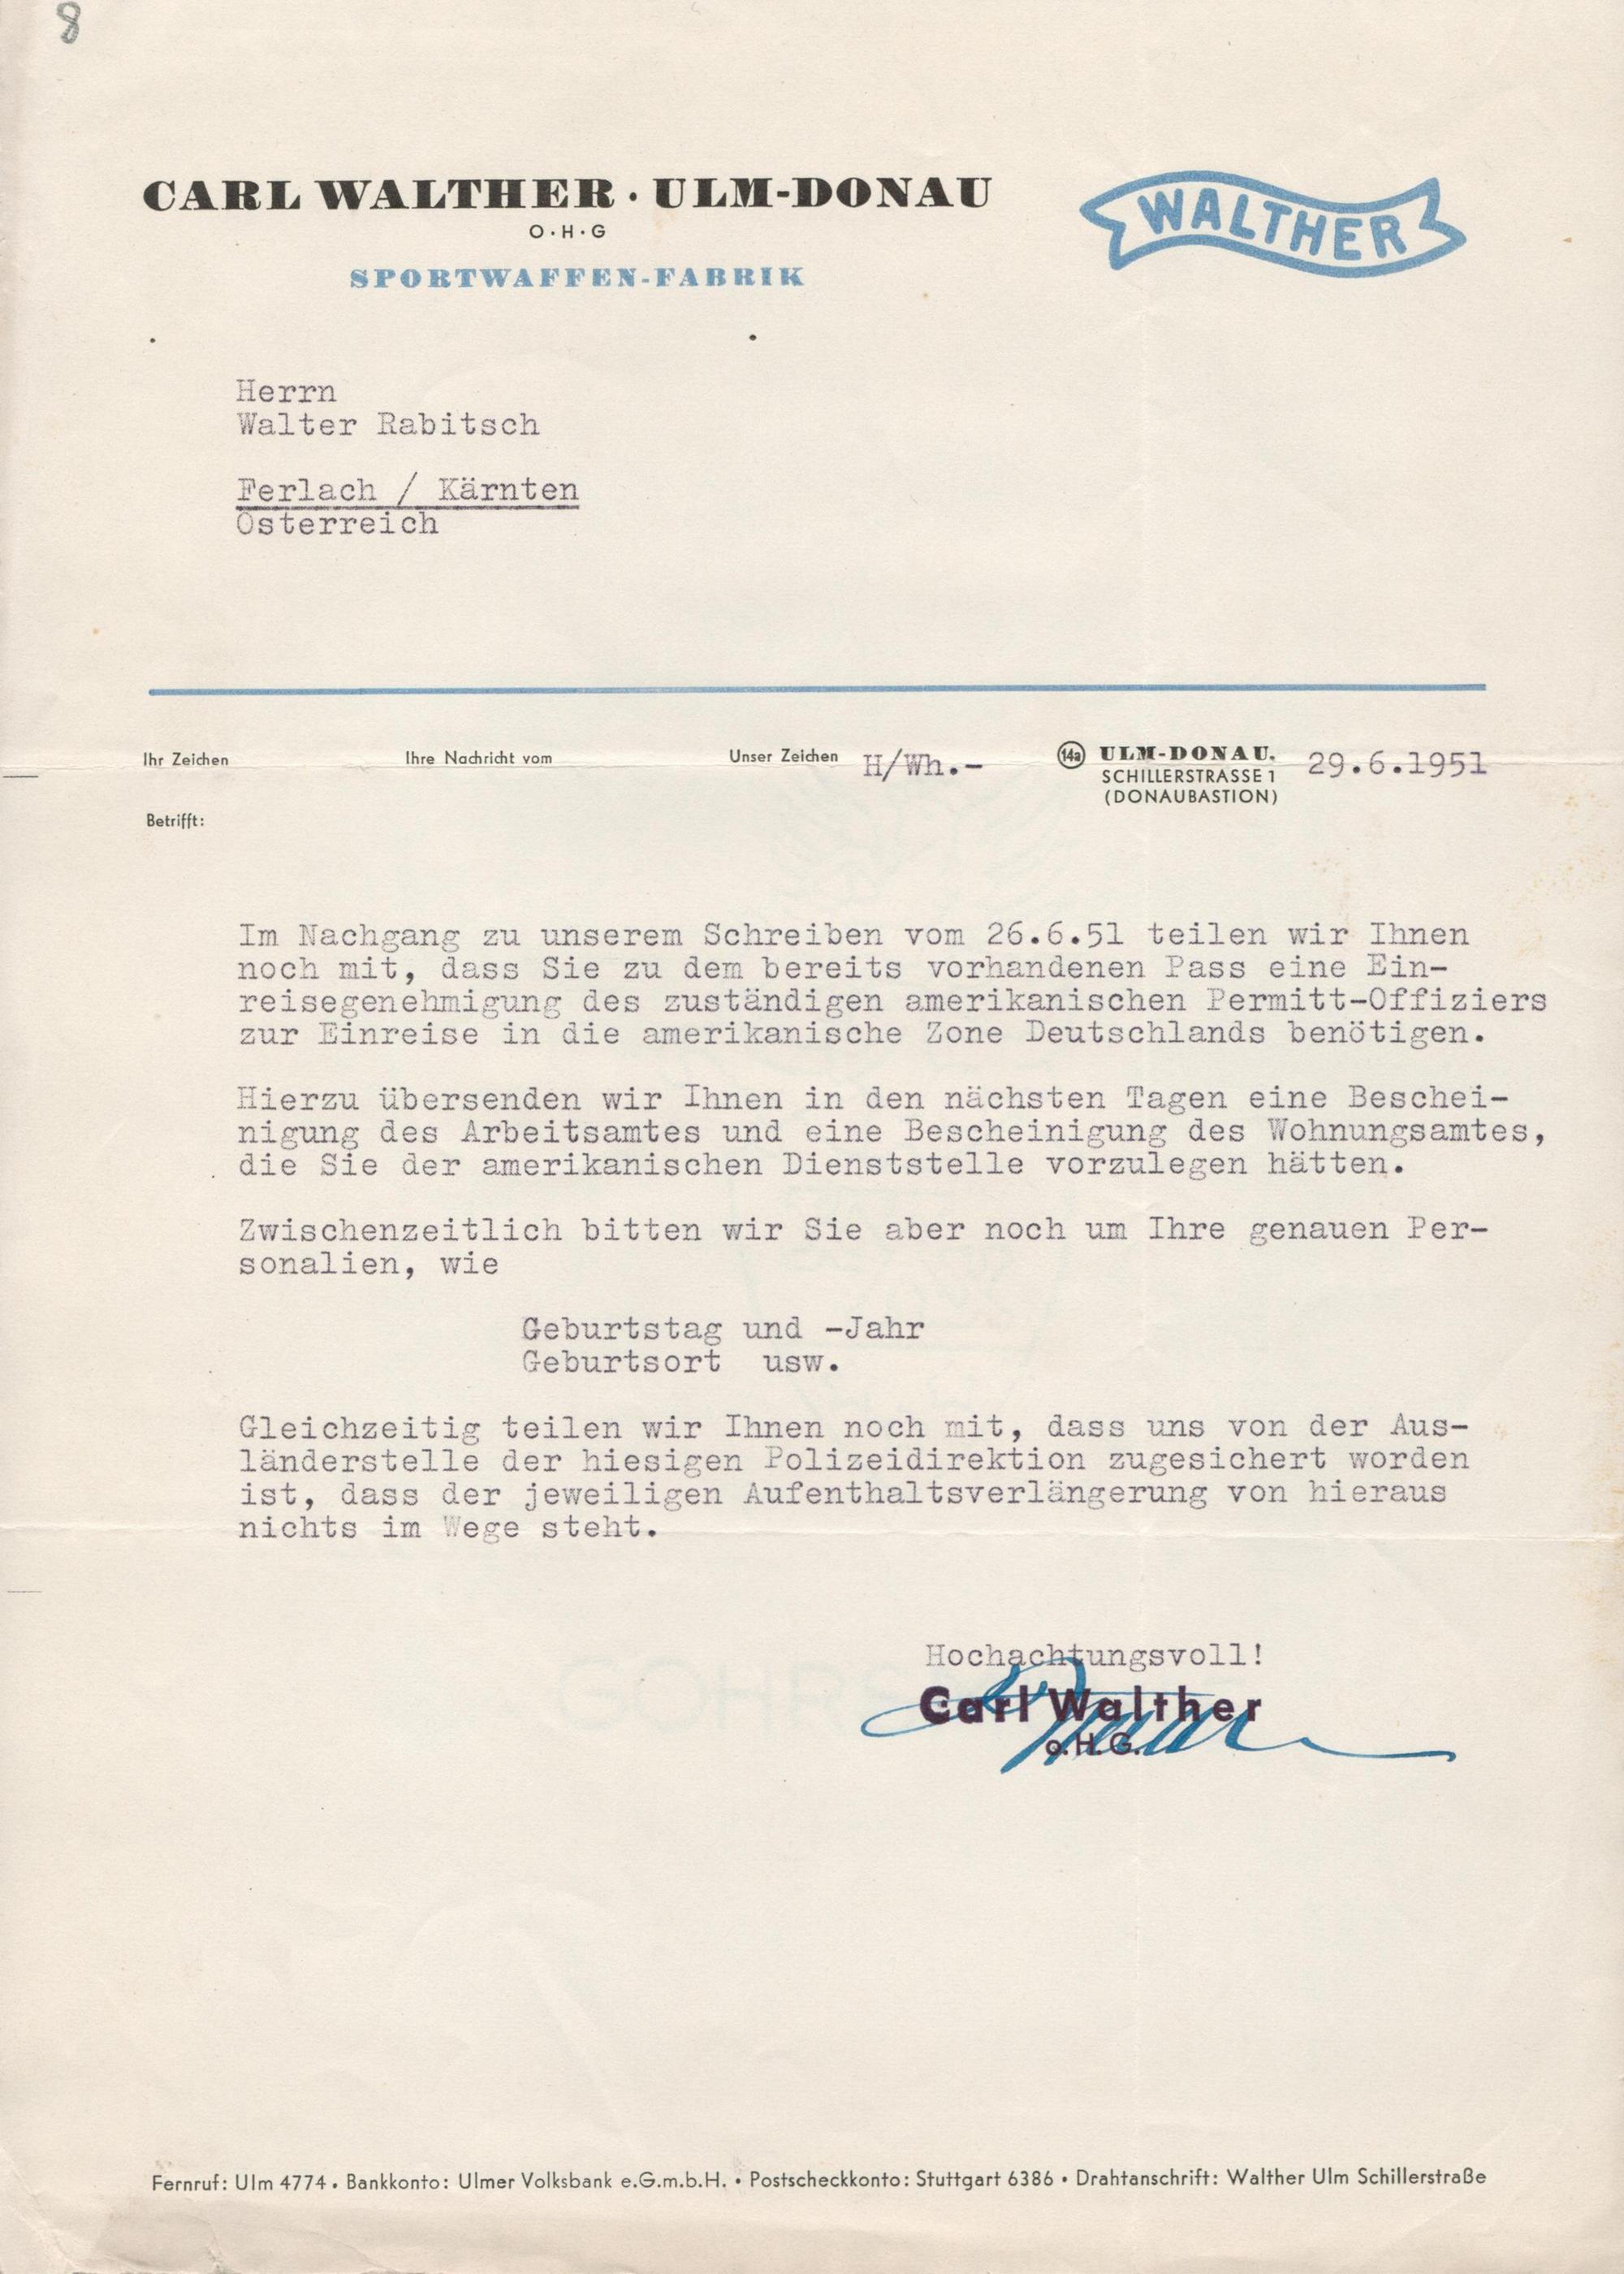 8
CARL WALTHER · ULM-DONAU
O·H·G
SPORTWAFFEN-FABRIK
WALTHER
Herrn
Walter Rabitsch
Ferlach / Kärnten
Österreich
Ihr Zeichen
Ihre Nachricht vom
Unser Zeichen H/Wh.-
14a ULM-DONAU, 29.6.1951
SCHILLERSTRASSE 1
(DONAUBASTION)
Betrifft:
Im Nachgang zu unserem Schreiben vom 26.6.51 teilen wir Ihnen
noch mit, dass Sie zu dem bereits vorhandenen Pass eine Ein-
reisegenehmigung des zuständigen amerikanischen Permitt-Offiziers
zur Einreise in die amerikanische Zone Deutschlands benötigen.
Hierzu übersenden wir Ihnen in den nächsten Tagen eine Beschei-
nigung des Arbeitsamtes und eine Bescheinigung des Wohnungsamtes,
die Sie der amerikanischen Dienststelle vorzulegen hätten.
Zwischenzeitlich bitten wir Sie aber noch um Ihre genauen Per-
sonalien, wie
Geburtstag und -Jahr
Geburtsort usw.
Gleichzeitig teilen wir Ihnen noch mit, dass uns von der Aus-
länderstelle der hiesigen Polizeidirektion zugesichert worden
ist, dass der jeweiligen Aufenthaltsverlängerung von hieraus
nichts im Wege steht.
Hochachtungsvoll!
Carl Walther
o.H.G.
Fernruf: Ulm 4774 • Bankkonto: Ulmer Volksbank e.G.m.b.H. • Postscheckkonto: Stuttgart 6386 • Drahtanschrift: Walther Ulm Schillerstraße